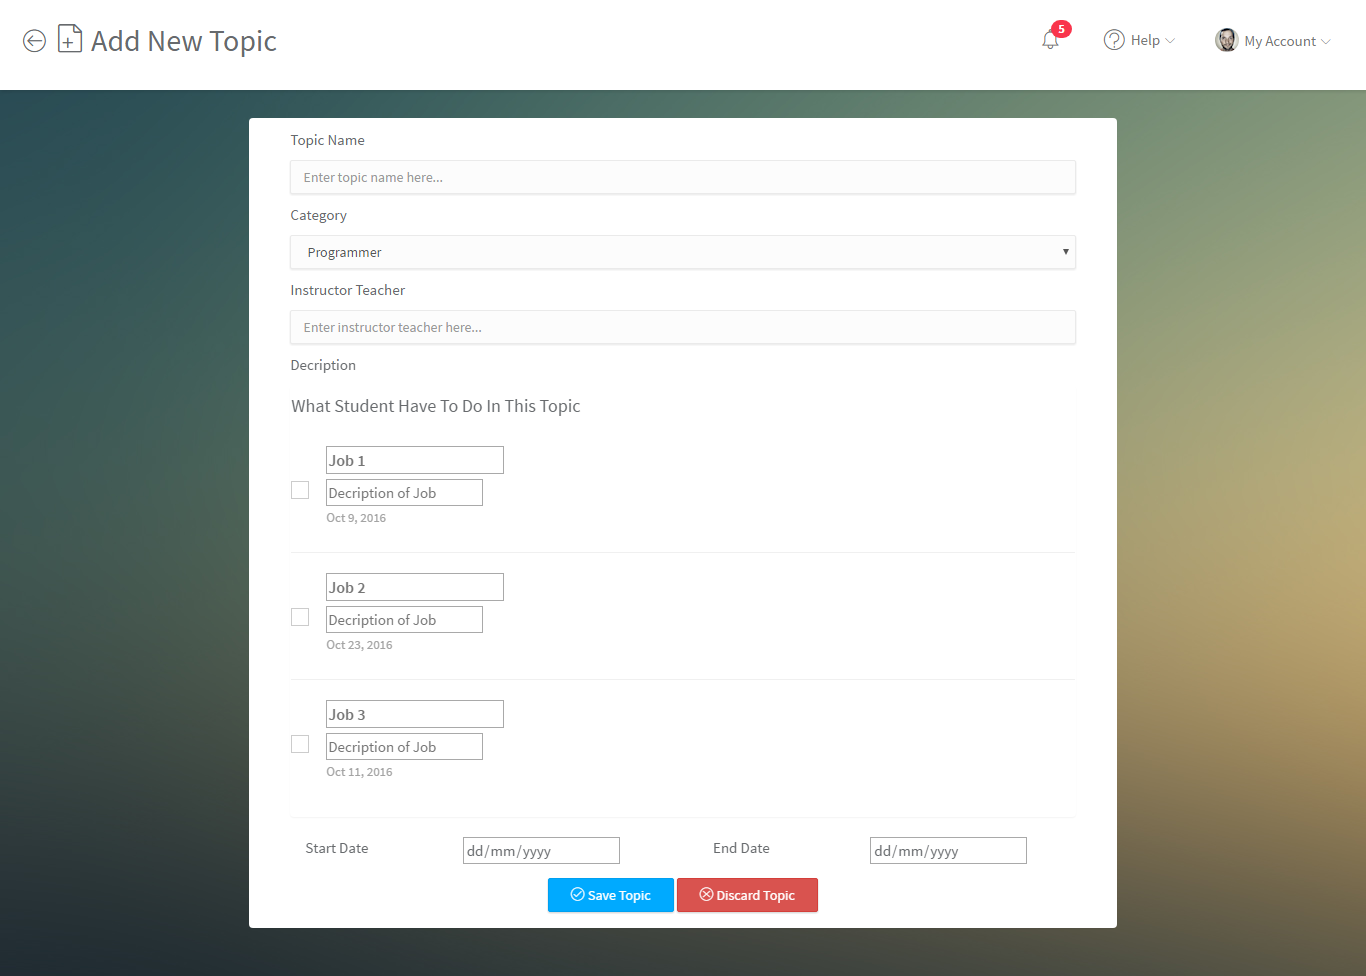 Add New Topic
5
Help
My Account
Topic Name
Enter topic name here...
Category
Programmer
Instructor Teacher
Enter instructor teacher here...
Decription
What Student Have To Do In This Topic
Job 1
Decription of Job
Oct 9, 2016
Job 2
Decription of Job
Oct 23, 2016
Job 3
Decription of Job
Oct 11, 2016
Start Date
dd/mm/yyyy
End Date
dd/mm/yyyy
Save Topic
Discard Topic